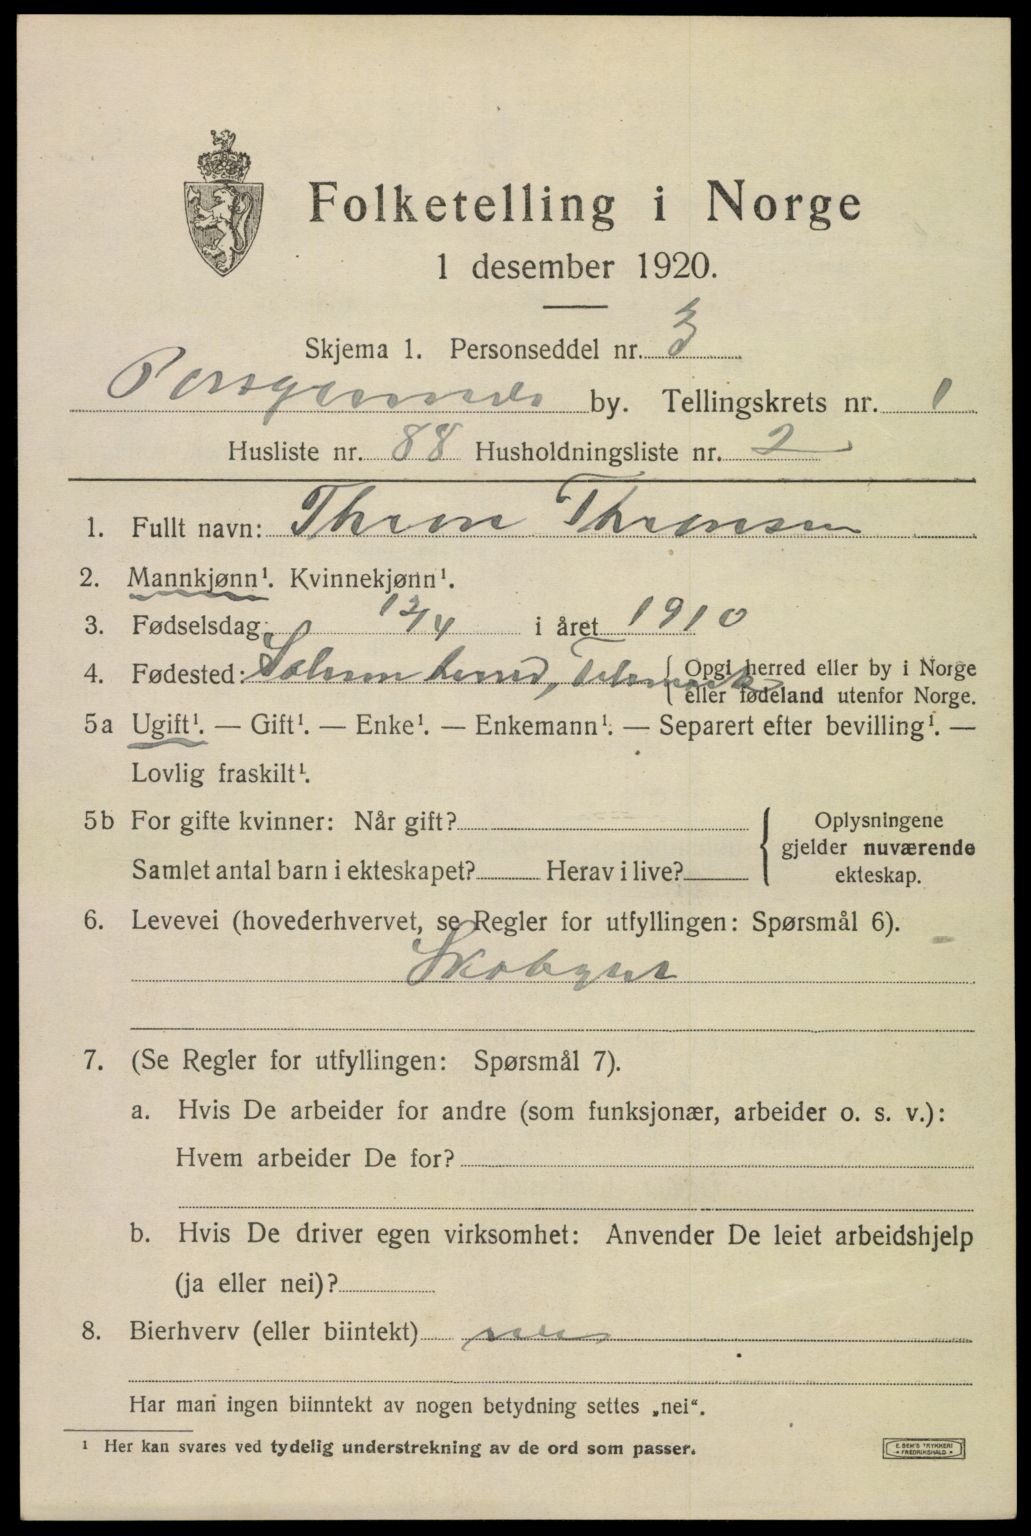 Folketelling i Norge
1 desember 1920.
Skjema 1. Personseddel nr. 3
Porsgrunds by. Tellingskrets nr. 1
Husliste nr. 88 Husholdningsliste nr. 2
1. Fullt navn: Thron Thronsen
2. Mannkjønn¹. Kvinnekjønn¹.
3. Fødselsdag: 12/4 i året 1910
4. Fødested: Solum herred, Telemark { Opgi herred eller by i Norge
eller fødeland utenfor Norge.
5a Ugift¹. — Gift¹. — Enke¹. — Enkemann¹. — Separert efter bevilling¹. —
Lovlig fraskilt¹.
5b For gifte kvinner: Når gift? { Oplysningene
gjelder nuværende
Samlet antal barn i ekteskapet? Herav i live? ekteskap.
6. Levevei (hovederhvervet, se Regler for utfyllingen: Spørsmål 6).
Skolegut
7. (Se Regler for utfyllingen: Spørsmål 7).
a. Hvis De arbeider for andre (som funksjonær, arbeider o. s. v.):
Hvem arbeider De for?
b. Hvis De driver egen virksomhet: Anvender De leiet arbeidshjelp
(ja eller nei)?
8. Bierhverv (eller biintekt) nei
Har man ingen biinntekt av nogen betydning settes „nei“.
¹ Her kan svares ved tydelig understrekning av de ord som passer.
E. SEM'S TRYKKERI
• FREDRIKSHALD •